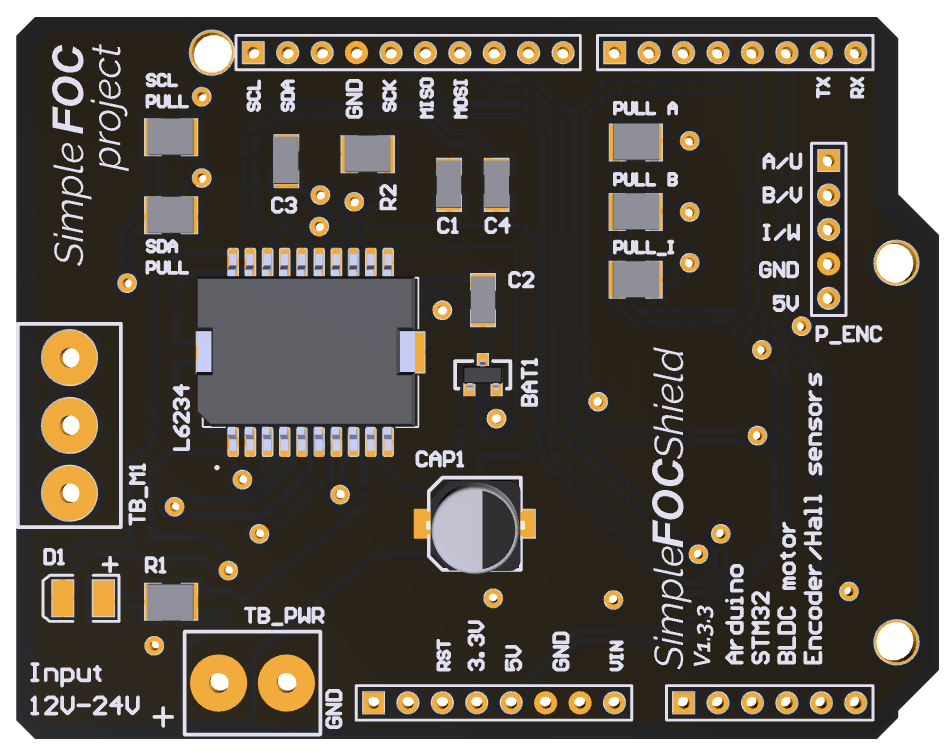 Simple FOC
project
SCL
PULL
SDA
PULL
SCL
SDA
GND
SCK
MISO
MOSI
TX
RX
C3
R2
C1
C4
C2
PULL A
PULL B
PULL_I
A/U
B/V
I/W
GND
5V
P_ENC
L6234
BAT1
CAP1
TB_M1
D1
+
R1
TB_PWR
Input
12V-24V
+
GND
RST
3.3V
5V
GND
VIN
SimpleFOCShield
V1.3.3
Arduino
STM32
BLDC motor
Encoder/Hall sensors